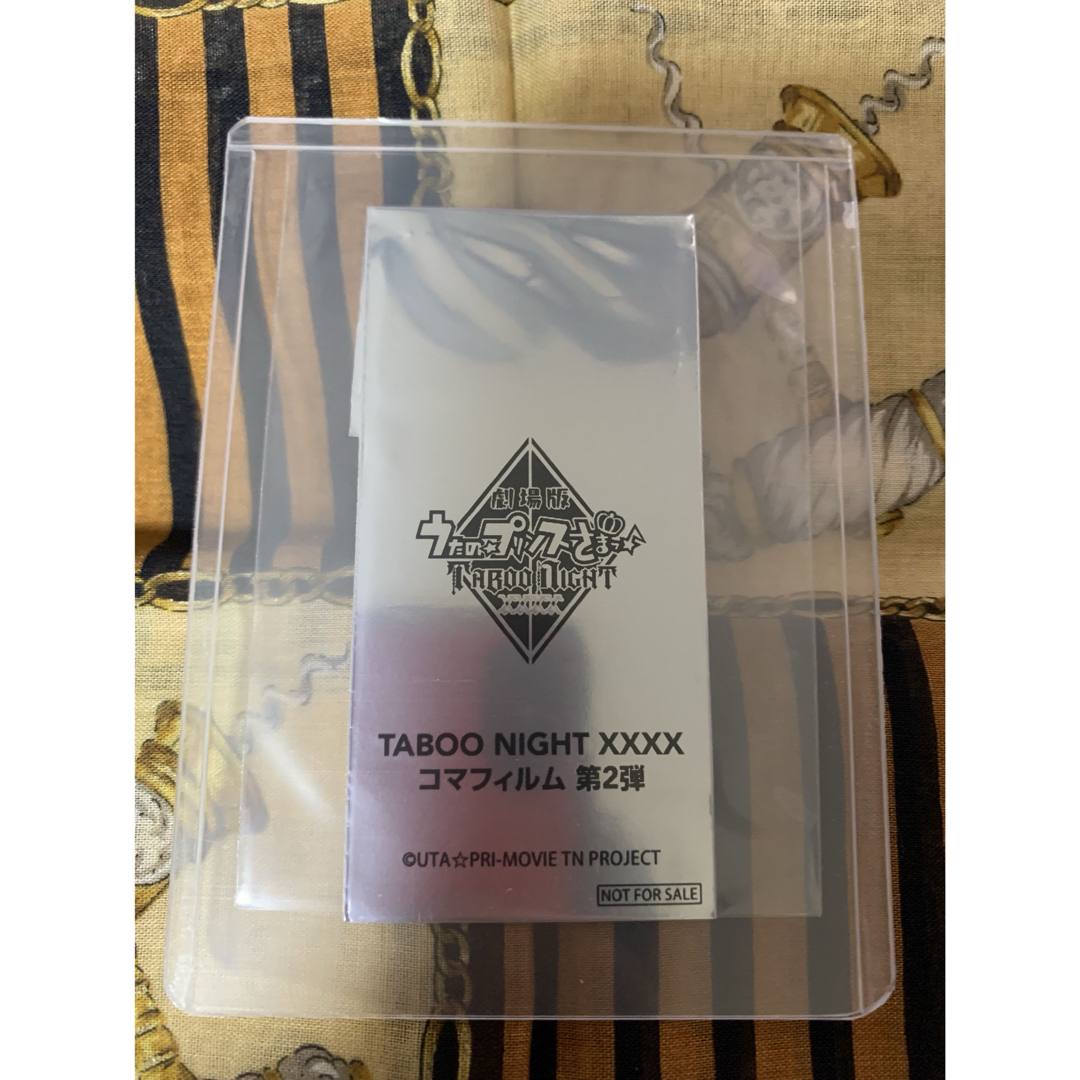 劇場版
うたの☆プリンスさまっ♪
TABOO NIGHT
XXXX
TABOO NIGHT XXXX
コマフィルム 第2弾
©UTA☆PRI-MOVIE TN PROJECT
NOT FOR SALE